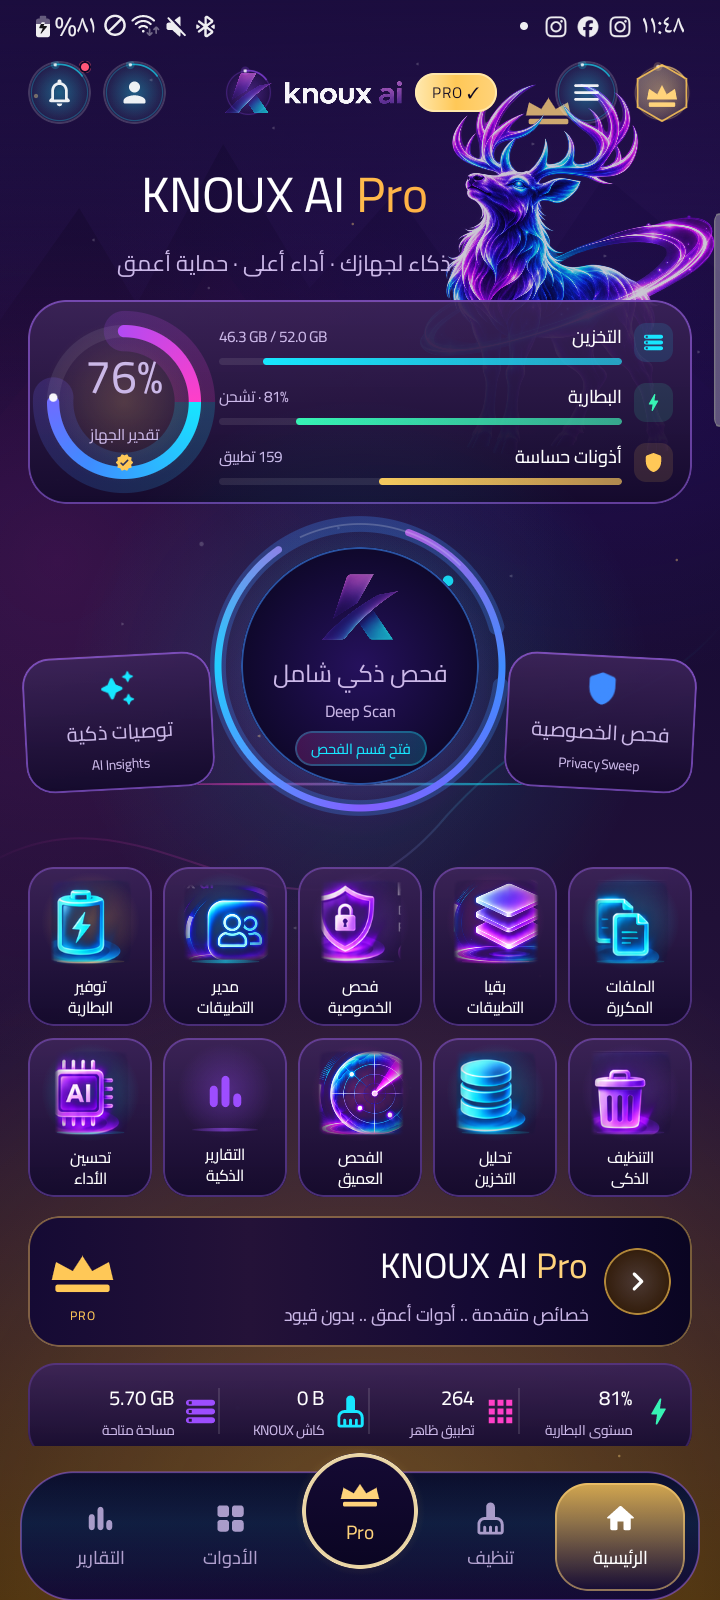 ١١:٤٨
%٨١
knoux ai
PRO ✓
KNOUX AI Pro
ذكاء لجهازك · أداء أعلى · حماية أعمق
التخزين
46.3 GB / 52.0 GB
البطارية
81% · تشحن
أذونات حساسة
159 تطبيق
76%
تقدير الجهاز
فحص ذكي شامل
Deep Scan
فتح قسم الفحص
فحص الخصوصية
Privacy Sweep
توصيات ذكية
AI Insights
الملفات
المكررة
بقيا
التطبيقات
فحص
الخصوصية
مدير
التطبيقات
توفير
البطارية
التنظيف
الذكي
تحليل
التخزين
الفحص
العميق
التقارير
الذكية
AI
تحسين
الأداء
KNOUX AI Pro
خصائص متقدمة .. أدوات أعمق .. بدون قيود
PRO
81%
مستوى البطارية
264
تطبيق ظاهر
0 B
كاش KNOUX
5.70 GB
مساحة متاحة
الرئيسية
تنظيف
Pro
الأدوات
التقارير